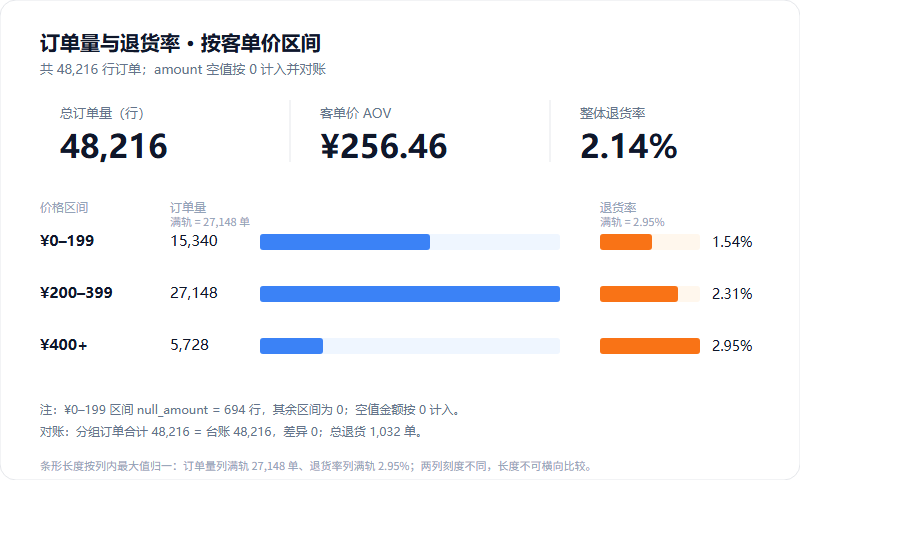 订单量与退货率 • 按客单价区间
共 48,216 行订单；amount 空值按 0 计入并对账
总订单量（行） 客单价 AOV 整体退货率
48,216 ¥256.46 2.14%
价格区间 订单量 退货率
满轨 = 27,148 单 满轨 = 2.95%
¥0–199 15,340 1.54%
¥200–399 27,148 2.31%
¥400+ 5,728 2.95%
注：¥0–199 区间 null_amount = 694 行，其余区间为 0；空值金额按 0 计入。
对账：分组订单合计 48,216 = 台账 48,216，差异 0；总退货 1,032 单。
条形长度按列内最大值归一：订单量列满轨 27,148 单、退货率列满轨 2.95%；两列刻度不同，长度不可横向比较。